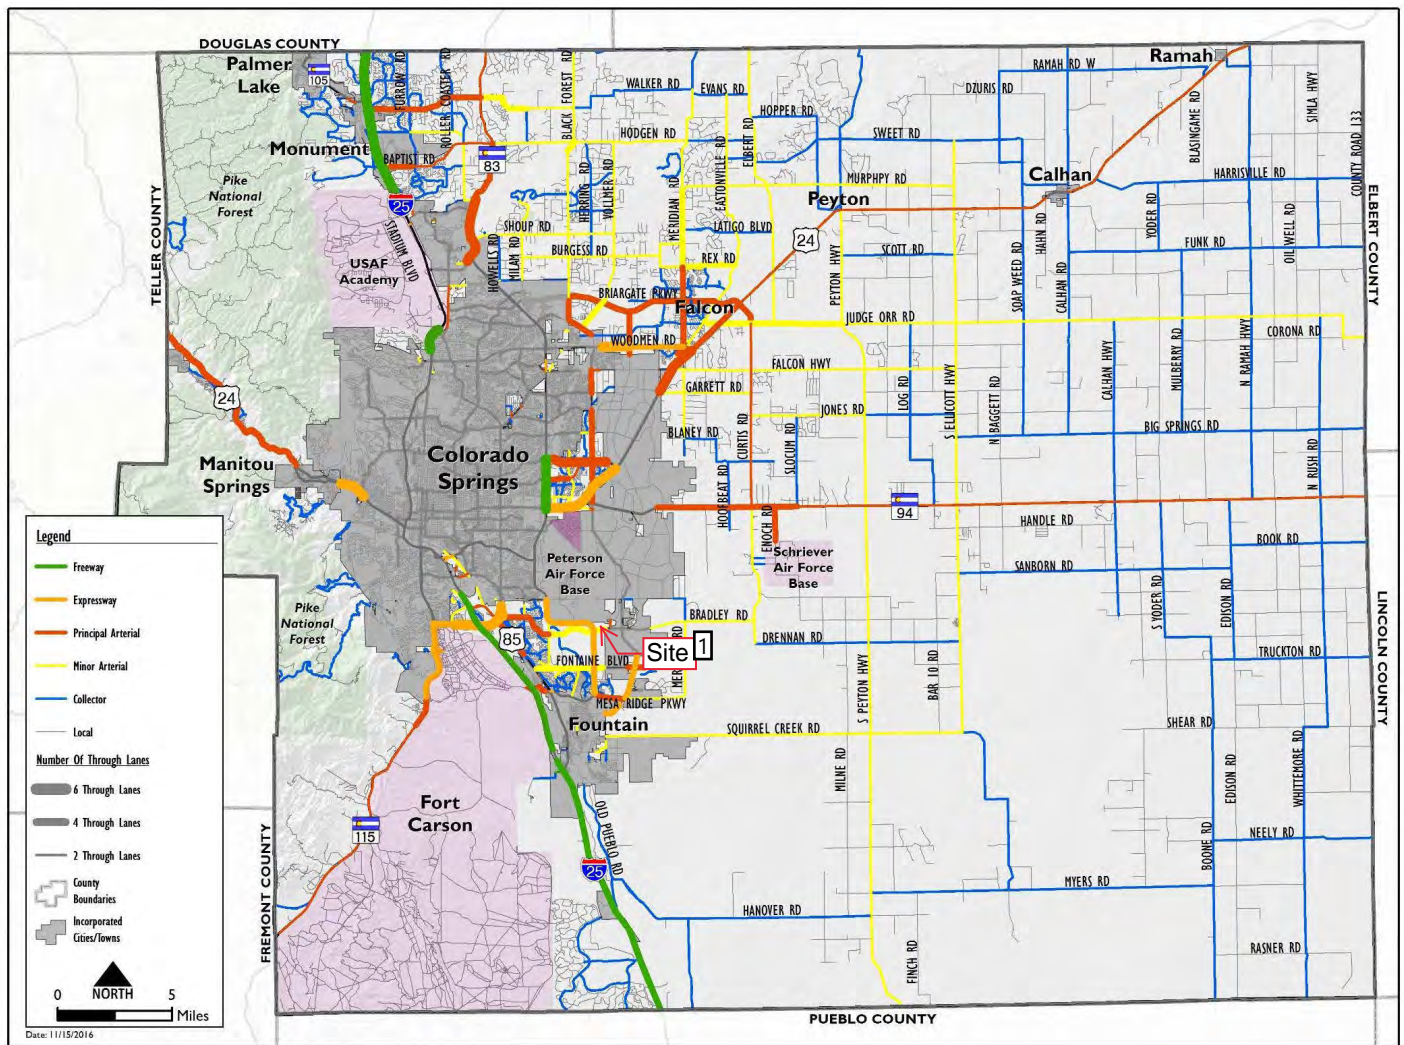 DOUGLAS COUNTY
Palmer
Lake
105
FURROW RD
ROLLER COASTER RD
BLACK FOREST RD
WALKER RD
EVANS RD
HOPPER RD
DZURIS RD
RAMAH RD W
Ramah
BLASINGAME RD
SIMLA HWY
COUNTY ROAD 133
Monument
BAPTIST RD
83
HODGEN RD
ELBERT RD
SWEET RD
Pike
National
Forest
HERRING RD
VOLLMER RD
MERIDIAN RD
EASTONVILLE RD
MURPHPY RD
Peyton
Calhan
HARRISVILLE RD
TELLER COUNTY
25
STADIUM BLVD
USAF
Academy
SHOUP RD
HOWELLS RD
MILAM RD
BURGESS RD
LATIGO BLVD
REX RD
24
PEYTON HWY
SCOTT RD
SOAP WEED RD
HAHN RD
CALHAN RD
YODER RD
FUNK RD
OIL WELL RD
ELBERT COUNTY
BRIARGATE PKWY
Falcon
WOODMEN RD
JUDGE ORR RD
CORONA RD
FALCON HWY
GARRETT RD
24
LOG RD
S ELLICOTT HWY
N BAGGETT RD
CALHAN HWY
MULBERRY RD
N RAMAH HWY
JONES RD
BLANEY RD
CURTIS RD
SLOCUM RD
BIG SPRINGS RD
Colorado
Springs
Manitou
Springs
HOOFBEAT RD
N RUSH RD
94
HANDLE RD
ENOCH RD
BOOK RD
Peterson
Air Force
Base
Schriever
Air Force
Base
SANBORN RD
Pike
National
Forest
S YODER RD
EDISON RD
LINCOLN COUNTY
85
BRADLEY RD
DRENNAN RD
Site 1
FONTAINE BLVD
MER
RD
S PEYTON HWY
BAR 10 RD
TRUCKTON RD
MESA RIDGE PKWY
Fountain
SQUIRREL CREEK RD
SHEAR RD
MILNE RD
EDISON RD
WHITTEMORE RD
Fort
Carson
115
OLD PUEBLO RD
25
BOONE RD
NEELY RD
MYERS RD
HANOVER RD
FREMONT COUNTY
FINCH RD
RASNER RD
PUEBLO COUNTY
Legend
Freeway
Expressway
Principal Arterial
Minor Arterial
Collector
Local
Number Of Through Lanes
6 Through Lanes
4 Through Lanes
2 Through Lanes
County
Boundaries
Incorporated
Cities/Towns
NORTH
0 5
Miles
Date: 11/15/2016